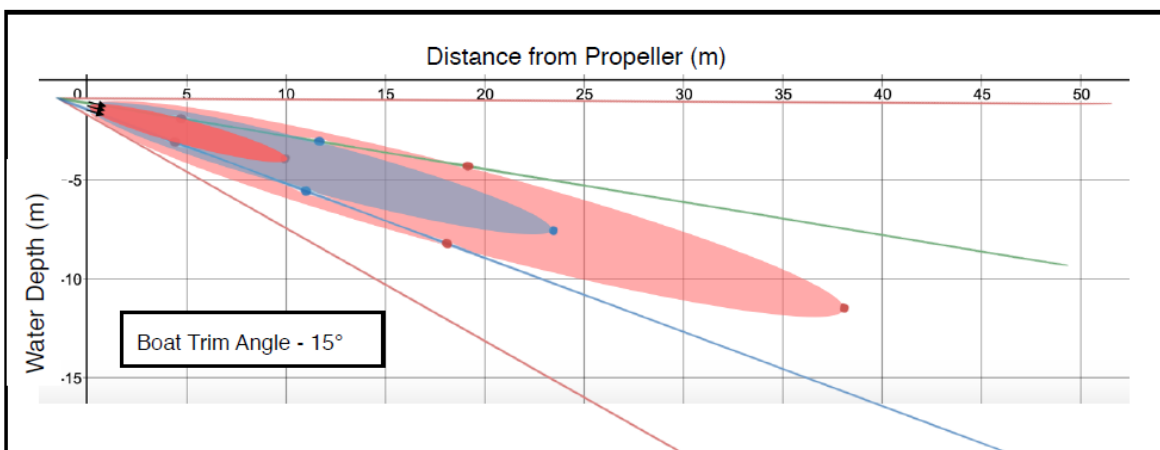 Distance from Propeller (m)
0 5 10 15 20 25 30 35 40 45 50
Water Depth (m)
-5
-10
-15
Boat Trim Angle - 15°